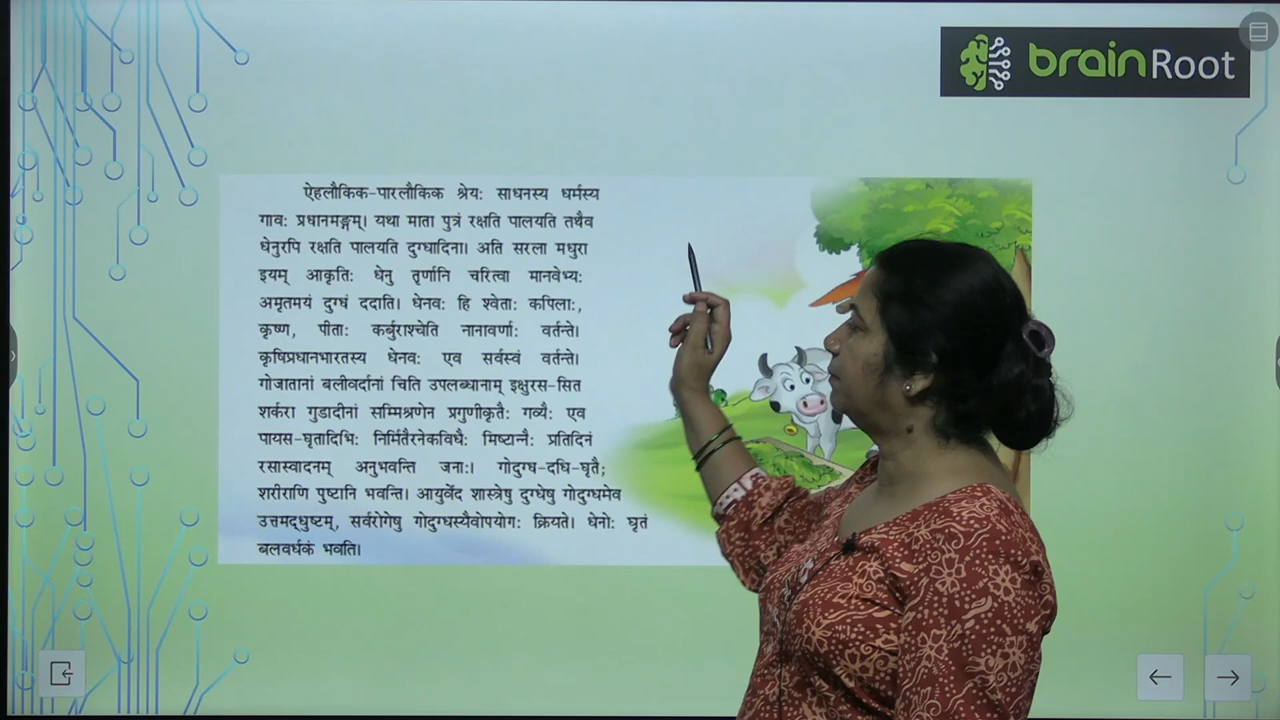 brainRoot
ऐहलौकिक-पारलौकिक श्रेयः साधनस्य धर्मस्य
गावः प्रधानमङ्गम्। यथा माता पुत्रं रक्षति पालयति तथैव
धेनुरपि रक्षति पालयति दुग्धादिना। अति सरला मधुरा
इयम् आकृतिः धेनु तृर्णानि चरित्वा मानवेभ्यः
अमृतमयं दुग्धं ददाति। धेनवः हि श्वेताः कपिलाः,
कृष्ण, पीताः कर्बुराश्चेति नानावर्णाः वर्तन्ते।
कृषिप्रधानभारतस्य धेनवः एव सर्वस्वं वर्तन्ते।
गोजातानां बलीवर्दानां चिति उपलब्धानाम् इक्षुरस-सित
शर्करा गुडादीनां सम्मिश्रणेन प्रगुणीकृतैः गव्यैः एव
पायस-घृतादिभिः निर्मितैरनेकविधैः मिष्टान्नैः प्रतिदिनं
रसास्वादनम् अनुभवन्ति जनाः। गोदुग्ध-दधि-घृतै;
शरीराणि पुष्टानि भवन्ति। आयुर्वेद शास्त्रेषु दुग्धेषु गोदुग्धमेव
उत्तमद्धुष्टम्, सर्वरोगेषु गोदुग्धस्यैवोपयोगः क्रियते। धेनोः घृतं
बलवर्धकं भवति।